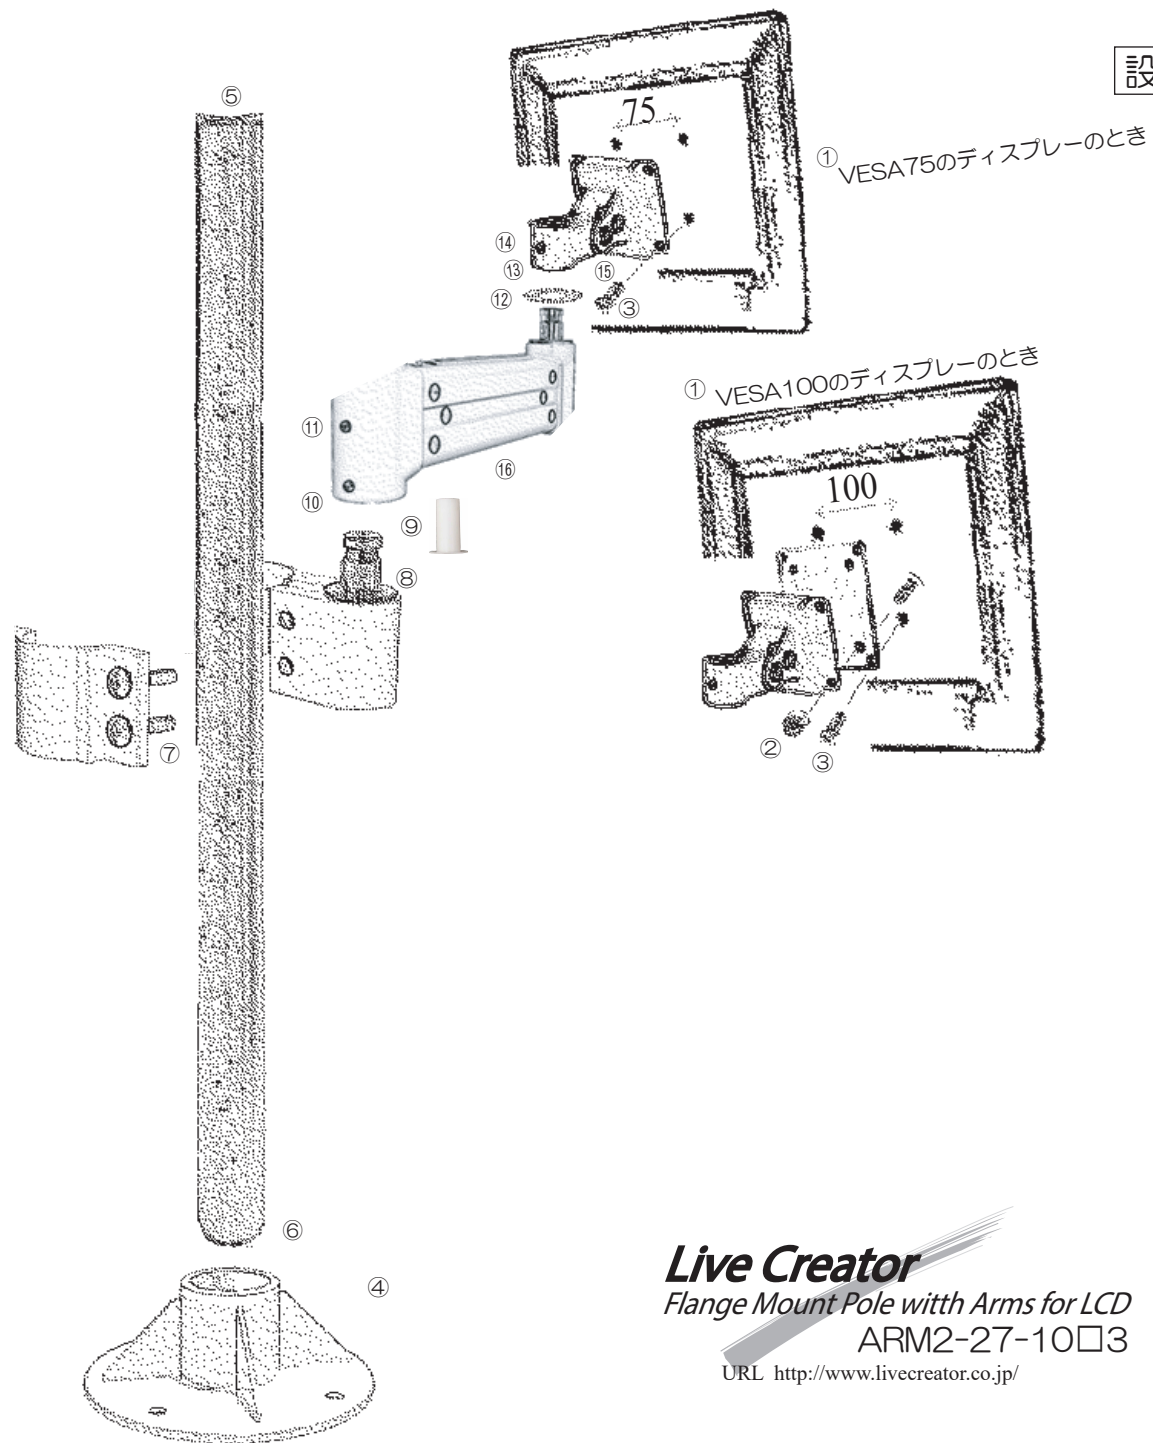 設
⑤
75
① VESA75のディスプレーのとき
⑭
⑬
⑮
⑫
③
① VESA100のディスプレーのとき
⑪
⑯
100
⑩
⑨
⑧
⑦
②
③
⑥
④
Live Creator
Flange Mount Pole witth Arms for LCD
ARM2-27-10□3
URL http://www.livecreator.co.jp/